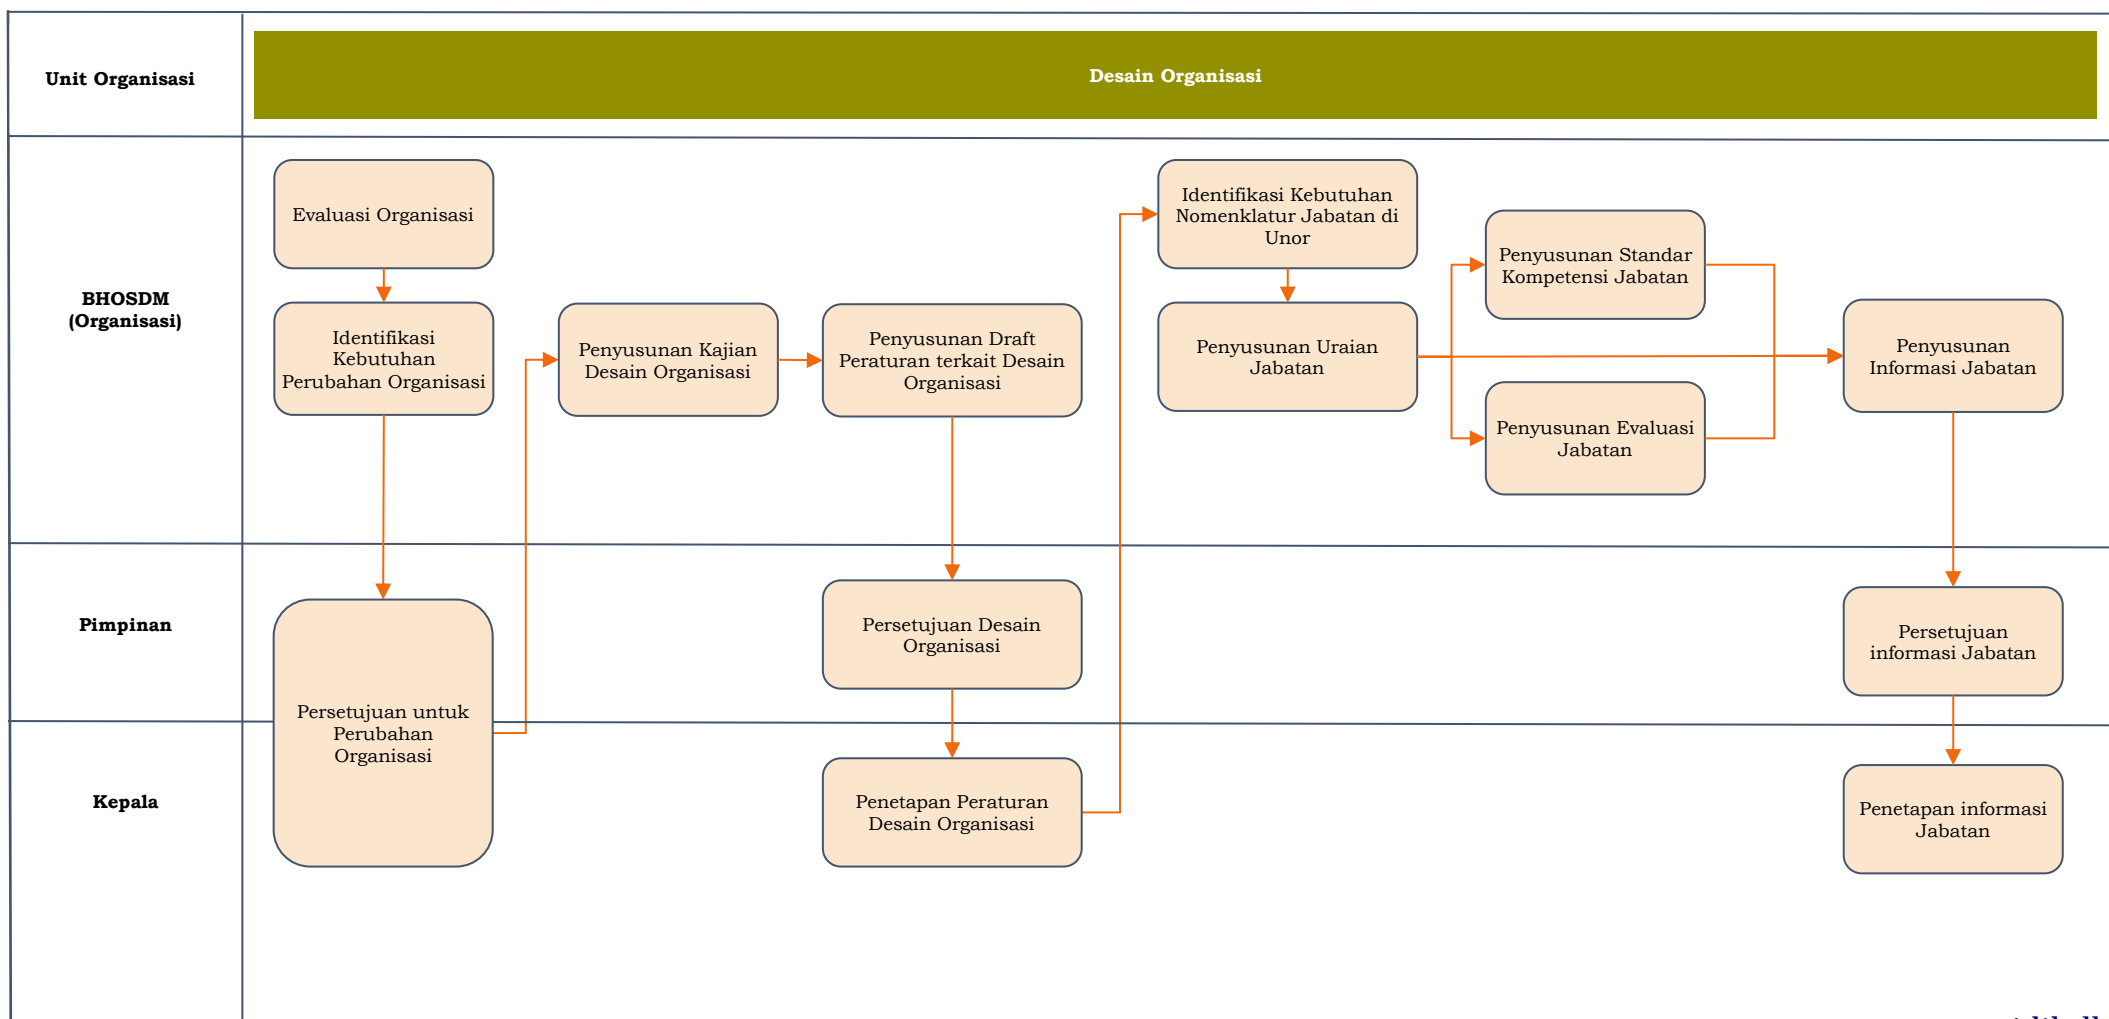 Unit Organisasi
Desain Organisasi
BHOSDM
(Organisasi)
Evaluasi Organisasi
Identifikasi
Kebutuhan
Perubahan Organisasi
Penyusunan Kajian
Desain Organisasi
Penyusunan Draft
Peraturan terkait Desain
Organisasi
Identifikasi Kebutuhan
Nomenklatur Jabatan di
Unor
Penyusunan Uraian
Jabatan
Penyusunan Standar
Kompetensi Jabatan
Penyusunan Evaluasi
Jabatan
Penyusunan
Informasi Jabatan
Pimpinan
Persetujuan untuk
Perubahan
Organisasi
Persetujuan Desain
Organisasi
Persetujuan
informasi Jabatan
Kepala
Penetapan Peraturan
Desain Organisasi
Penetapan informasi
Jabatan